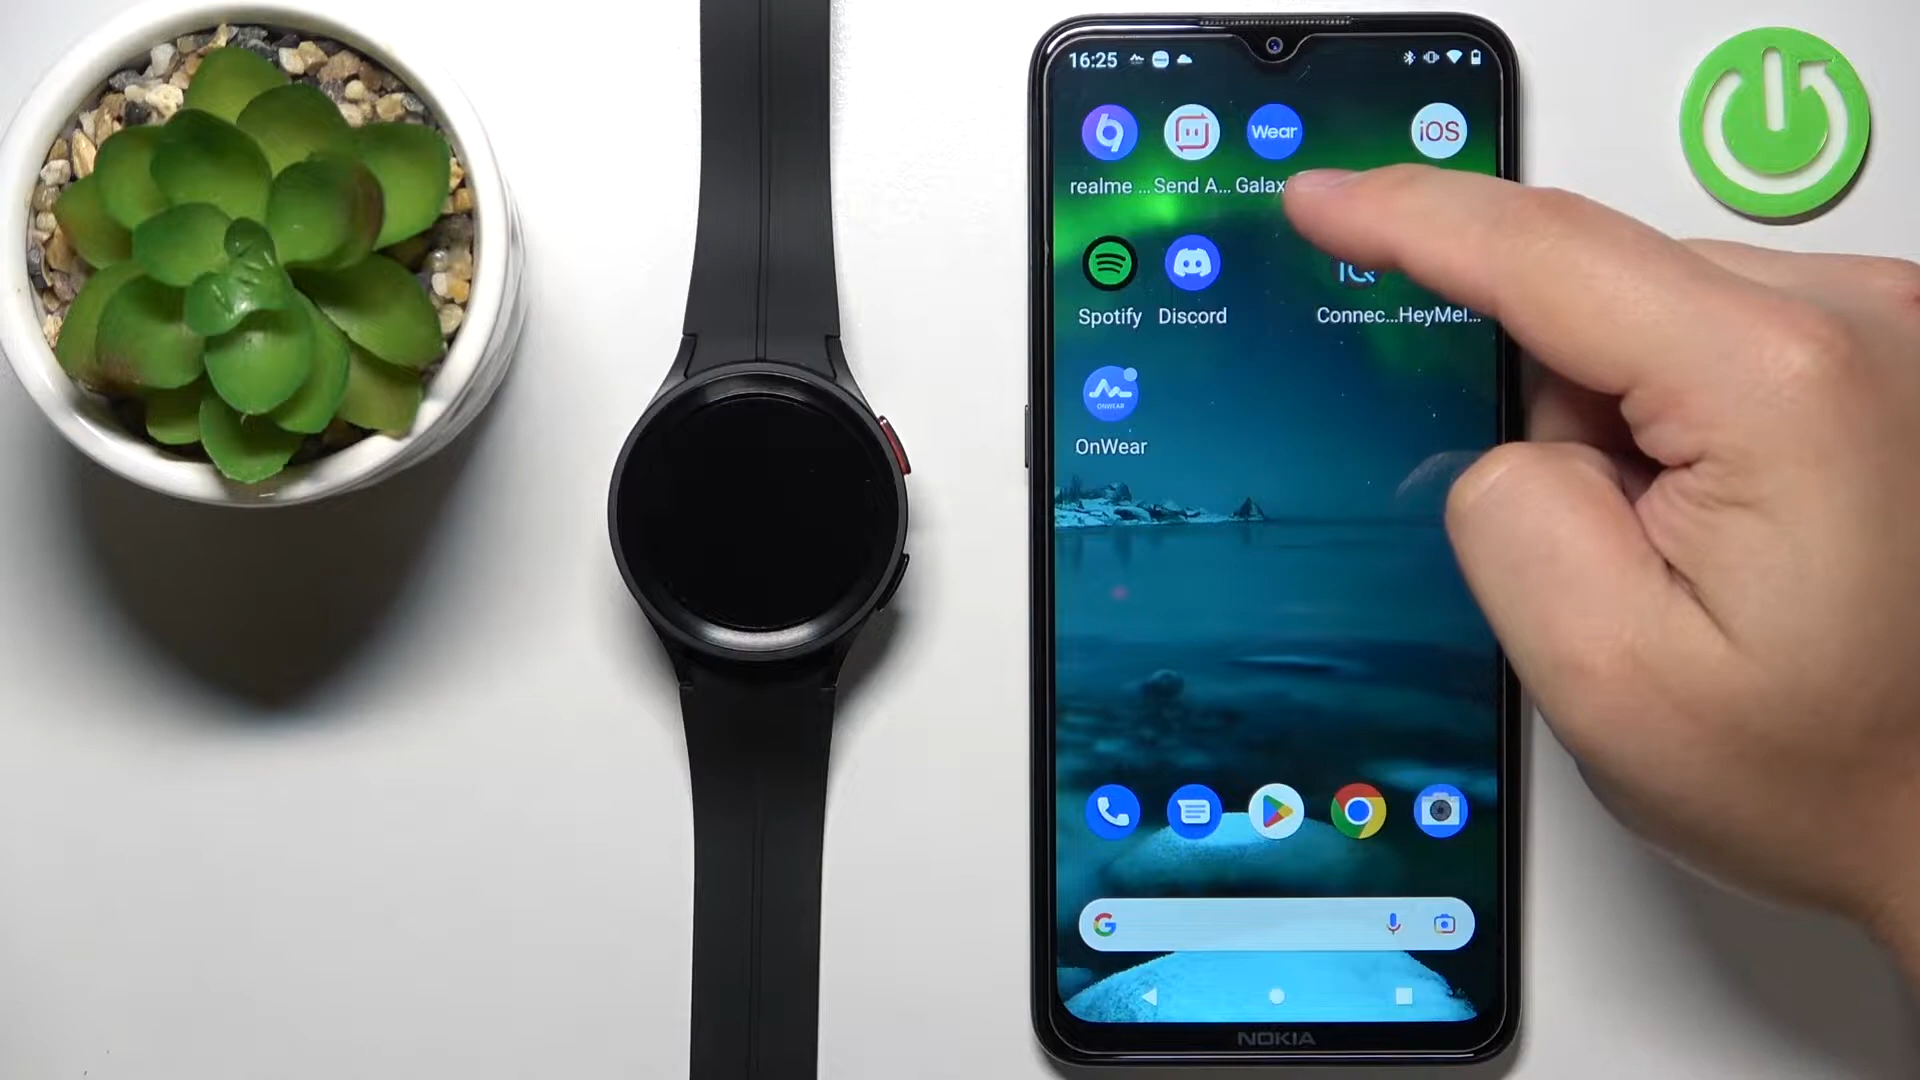 16:25
Wear
iOS
realme ... Send A... Galax
Spotify Discord Connec... HeyMel...
ONWEAR
OnWear
G
NOKIA